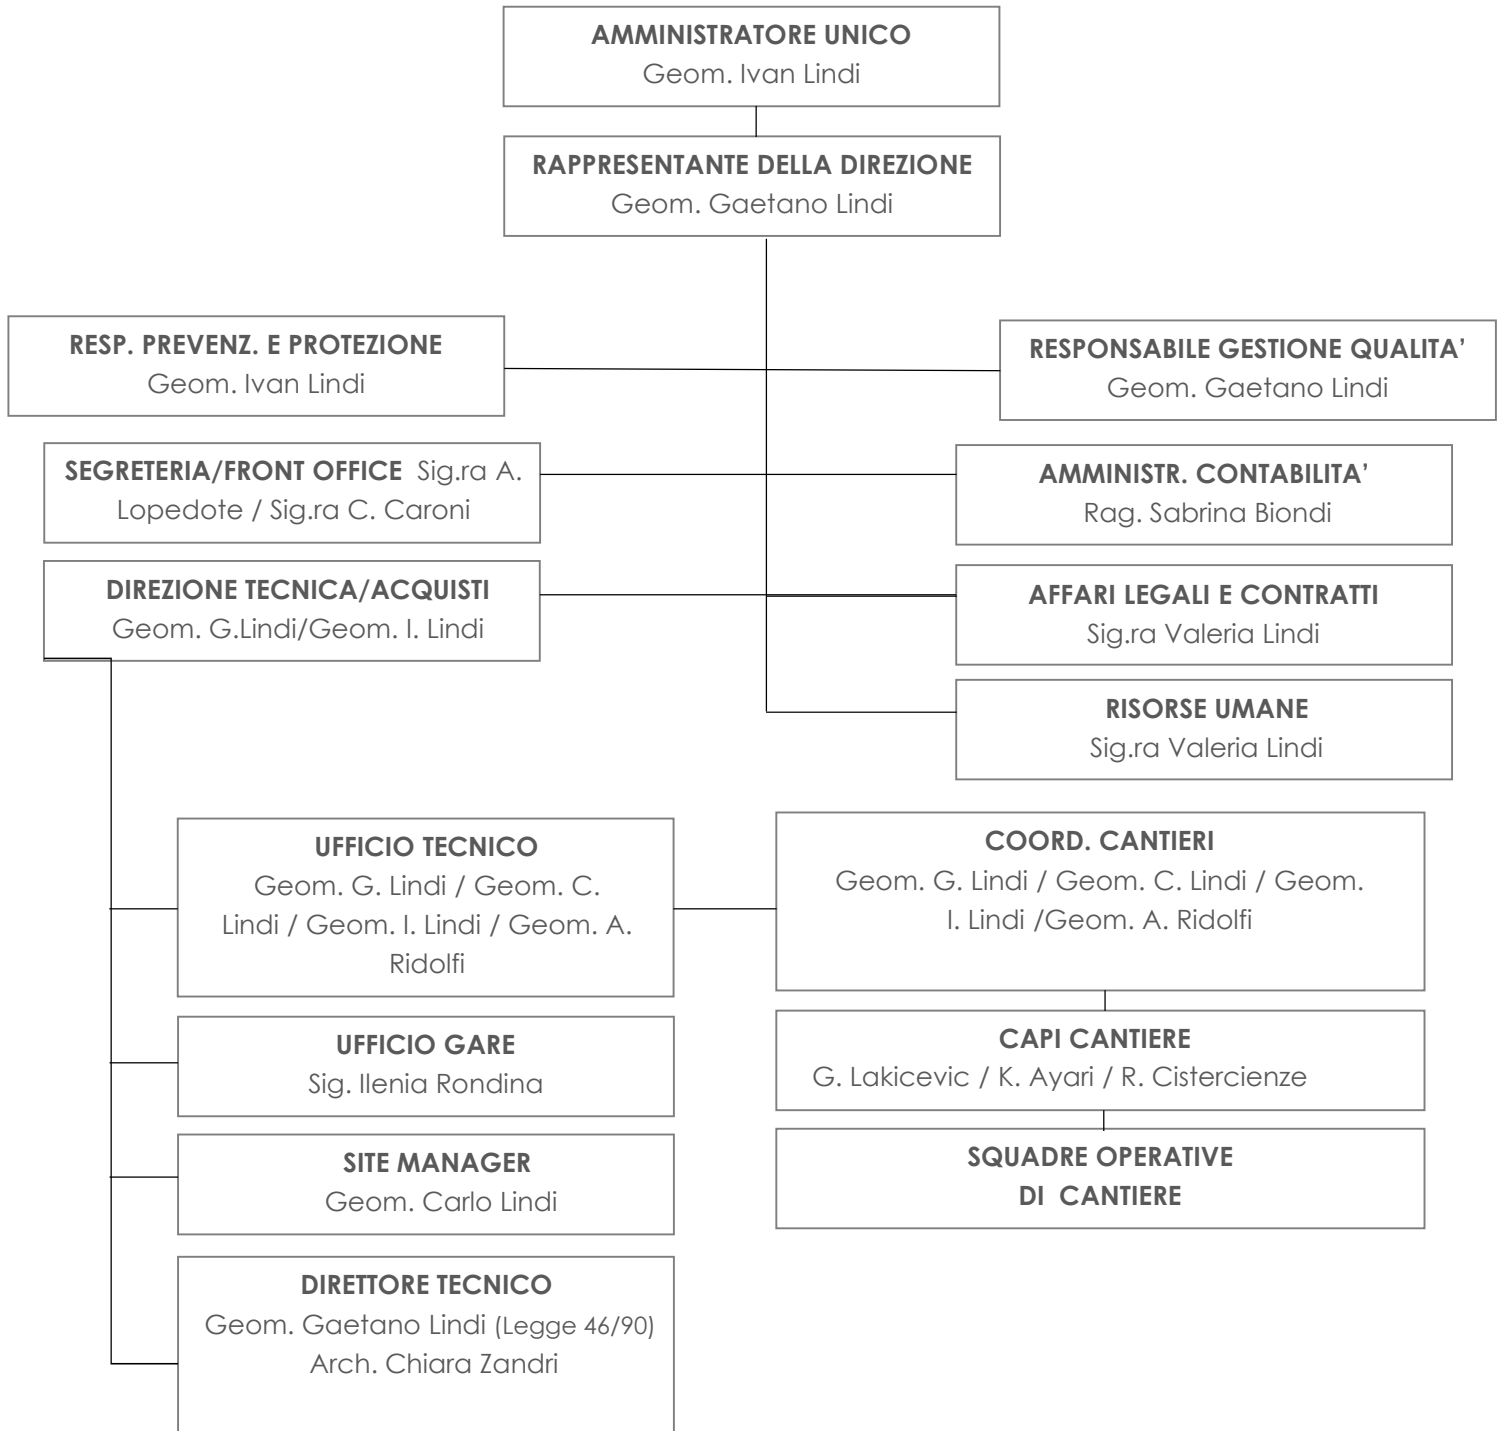 AMMINISTRATORE UNICO
Geom. Ivan Lindi
RAPPRESENTANTE DELLA DIREZIONE
Geom. Gaetano Lindi
RESP. PREVENZ. E PROTEZIONE
Geom. Ivan Lindi
RESPONSABILE GESTIONE QUALITA’
Geom. Gaetano Lindi
SEGRETERIA/FRONT OFFICE Sig.ra A.
Lopedote / Sig.ra C. Caroni
AMMINISTR. CONTABILITA’
Rag. Sabrina Biondi
DIREZIONE TECNICA/ACQUISTI
Geom. G.Lindi/Geom. I. Lindi
AFFARI LEGALI E CONTRATTI
Sig.ra Valeria Lindi
RISORSE UMANE
Sig.ra Valeria Lindi
UFFICIO TECNICO
Geom. G. Lindi / Geom. C.
Lindi / Geom. I. Lindi / Geom. A.
Ridolfi
COORD. CANTIERI
Geom. G. Lindi / Geom. C. Lindi / Geom.
I. Lindi /Geom. A. Ridolfi
UFFICIO GARE
Sig. Ilenia Rondina
CAPI CANTIERE
G. Lakicevic / K. Ayari / R. Cistercienze
SITE MANAGER
Geom. Carlo Lindi
SQUADRE OPERATIVE
DI CANTIERE
DIRETTORE TECNICO
Geom. Gaetano Lindi (Legge 46/90)
Arch. Chiara Zandri